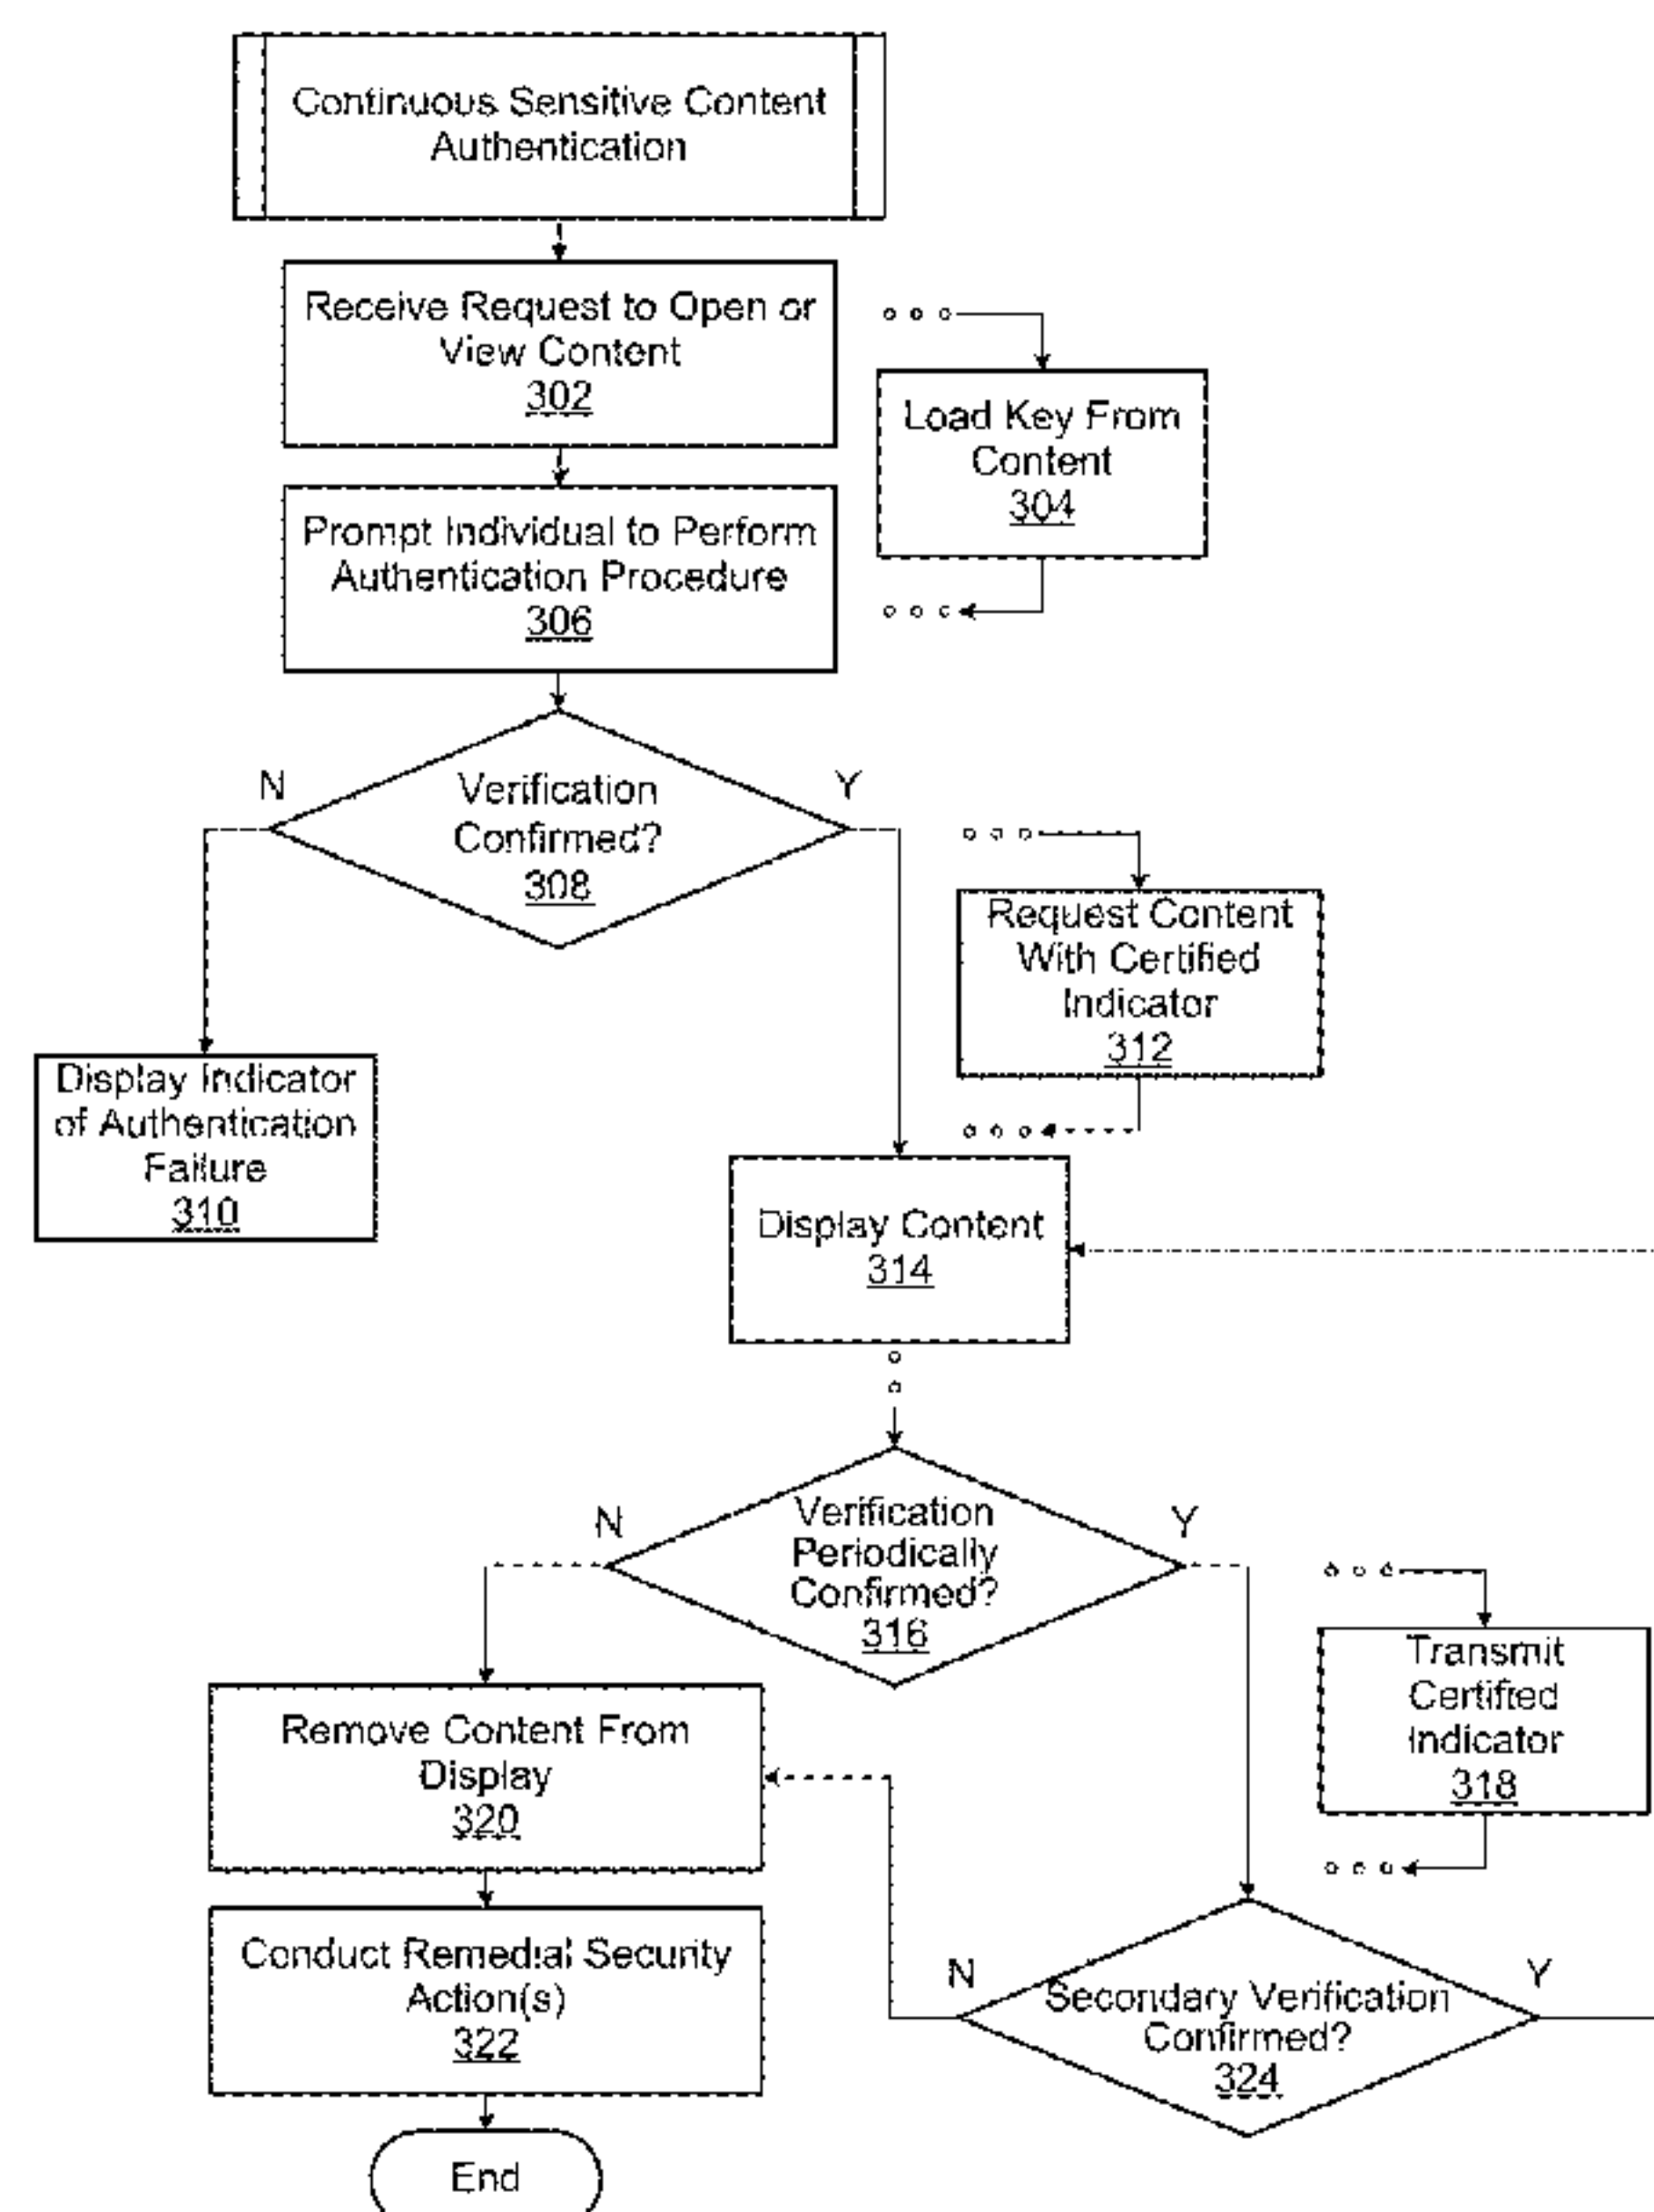 Continuous Sensitive Content
Authentication
Receive Request to Open or
View Content
302
Load Key From
Content
304
Prompt Individual to Perform
Authentication Procedure
306
N
Y
Verification
Confirmed?
308
Request Content
With Certified
Indicator
312
Display Indicator
of Authentication
Failure
310
Display Content
314
N
Y
Verification
Periodically
Confirmed?
316
Transmit
Certified
Indicator
318
Remove Content From
Display
320
Conduct Remedial Security
Action(s)
322
N
Y
Secondary Verification
Confirmed?
324
End